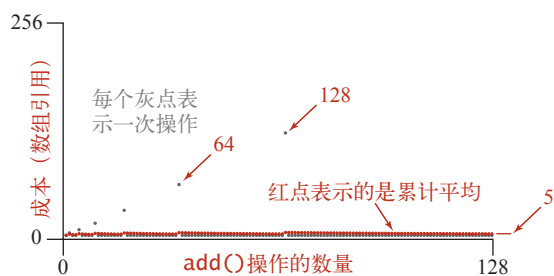 256
成本（数组引用）
每个灰点表
示一次操作
128
64
红点表示的是累计平均
5
0
0
add()操作的数量
128